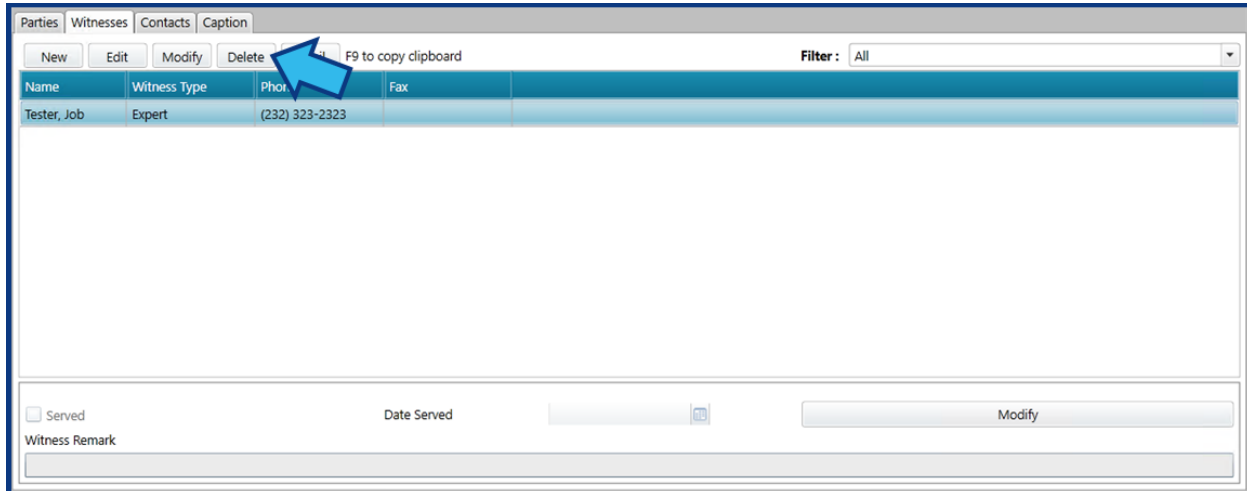 Parties Witnesses Contacts Caption
New Edit Modify Delete F9 to copy clipboard Filter : All
Name Witness Type Fax
Tester, Job Expert (232) 323-2323
Served Date Served Modify
Witness Remark